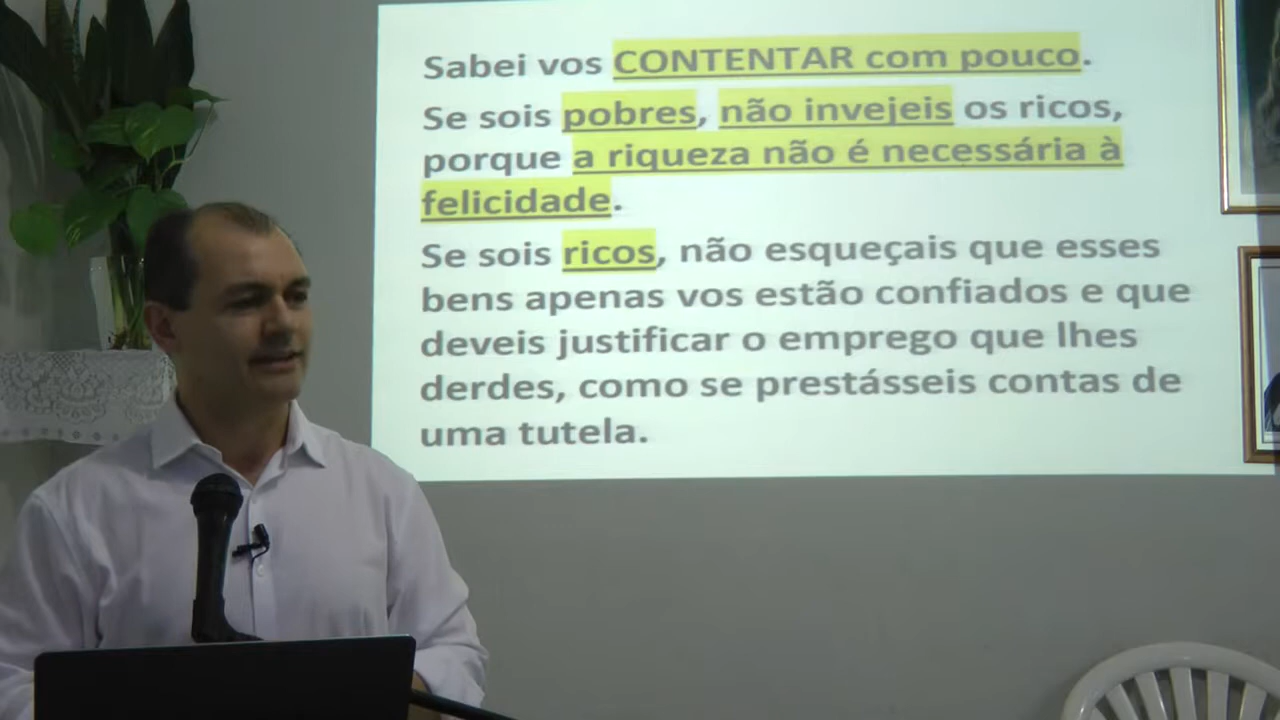 Sabei vos CONTENTAR com pouco.
Se sois pobres, não invejeis os ricos,
porque a riqueza não é necessária à
felicidade.
Se sois ricos, não esqueçais que esses
bens apenas vos estão confiados e que
deveis justificar o emprego que lhes
derdes, como se prestásseis contas de
uma tutela.